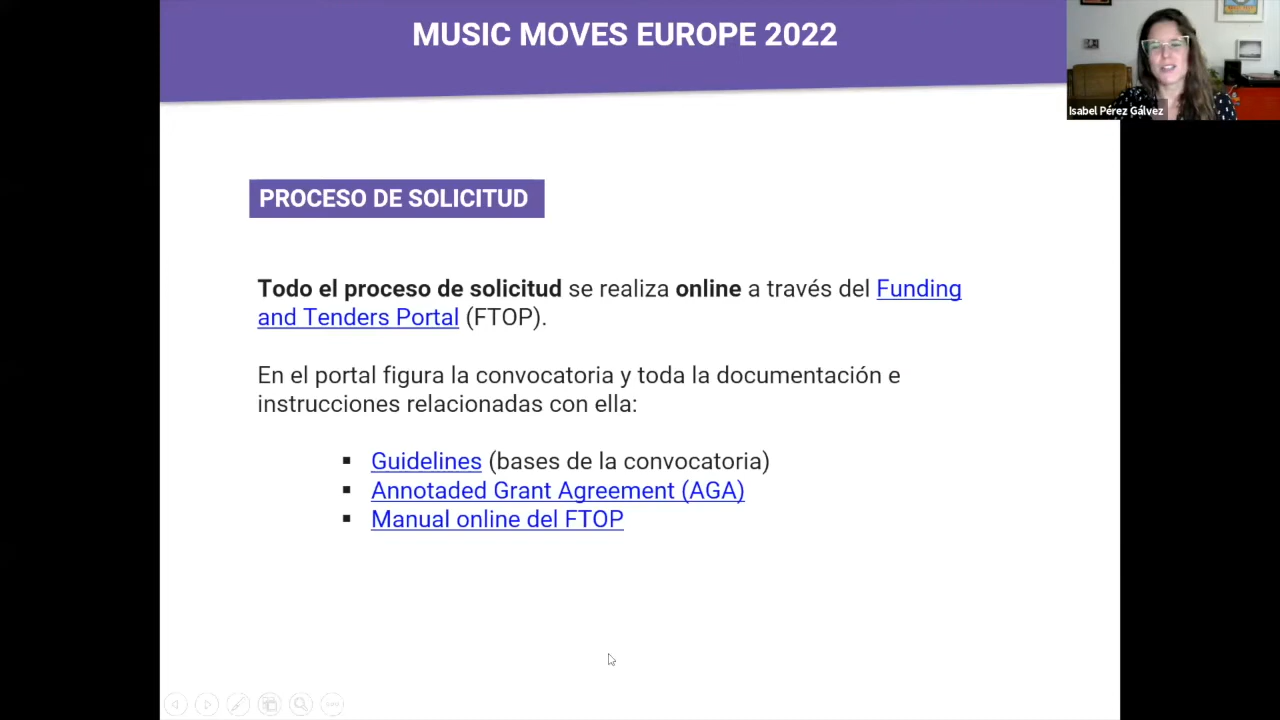 MUSIC MOVES EUROPE 2022
Isabel Pérez Gálvez
PROCESO DE SOLICITUD
Todo el proceso de solicitud se realiza online a través del Funding
and Tenders Portal (FTOP).
En el portal figura la convocatoria y toda la documentación e
instrucciones relacionadas con ella:
▪ Guidelines (bases de la convocatoria)
▪ Annotaded Grant Agreement (AGA)
▪ Manual online del FTOP